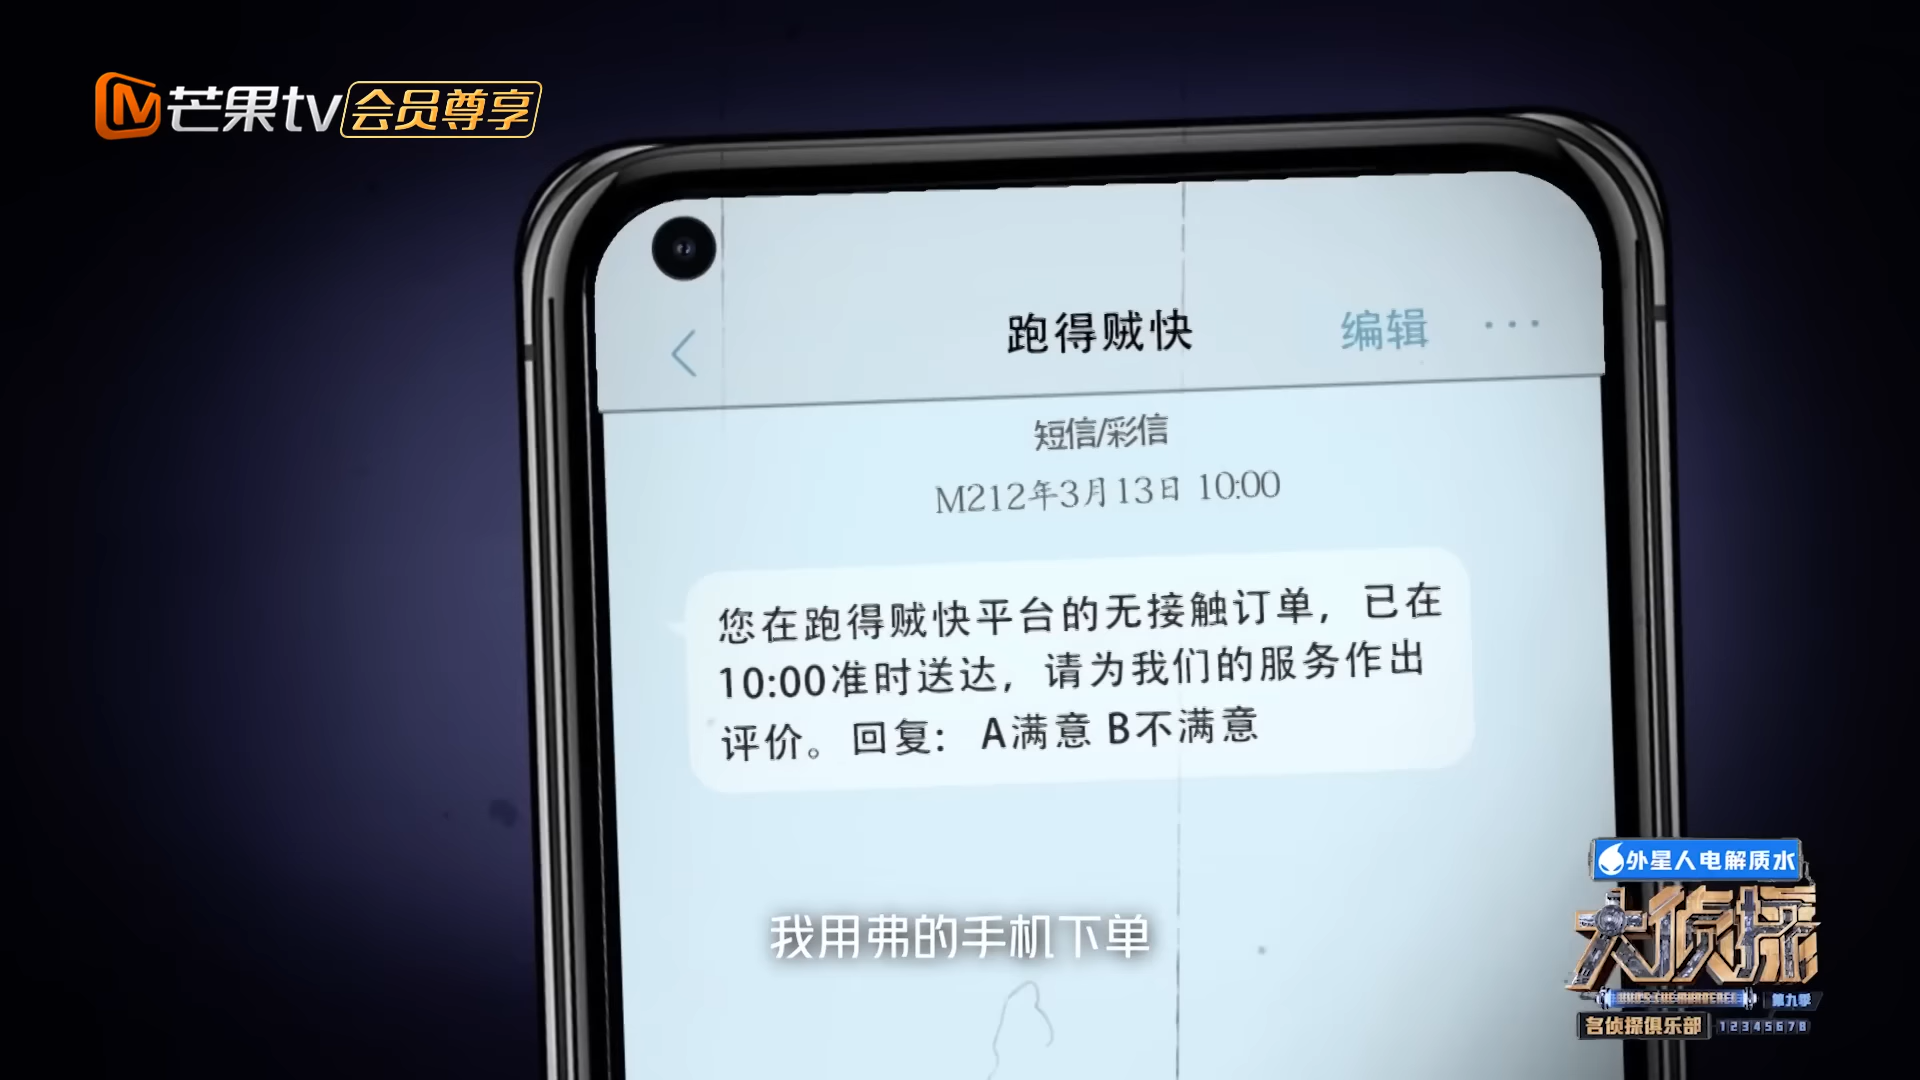 芒果tv会员尊享
跑得贼快
编辑
短信/彩信
M212年3月13日 10:00
您在跑得贼快平台的无接触订单，已在
10:00准时送达，请为我们的服务作出
评价。回复： A满意 B不满意
我用弗的手机下单
外星人电解质水
大侦探
WHO'S THE MURDERER
第九季
名侦探俱乐部
12345678